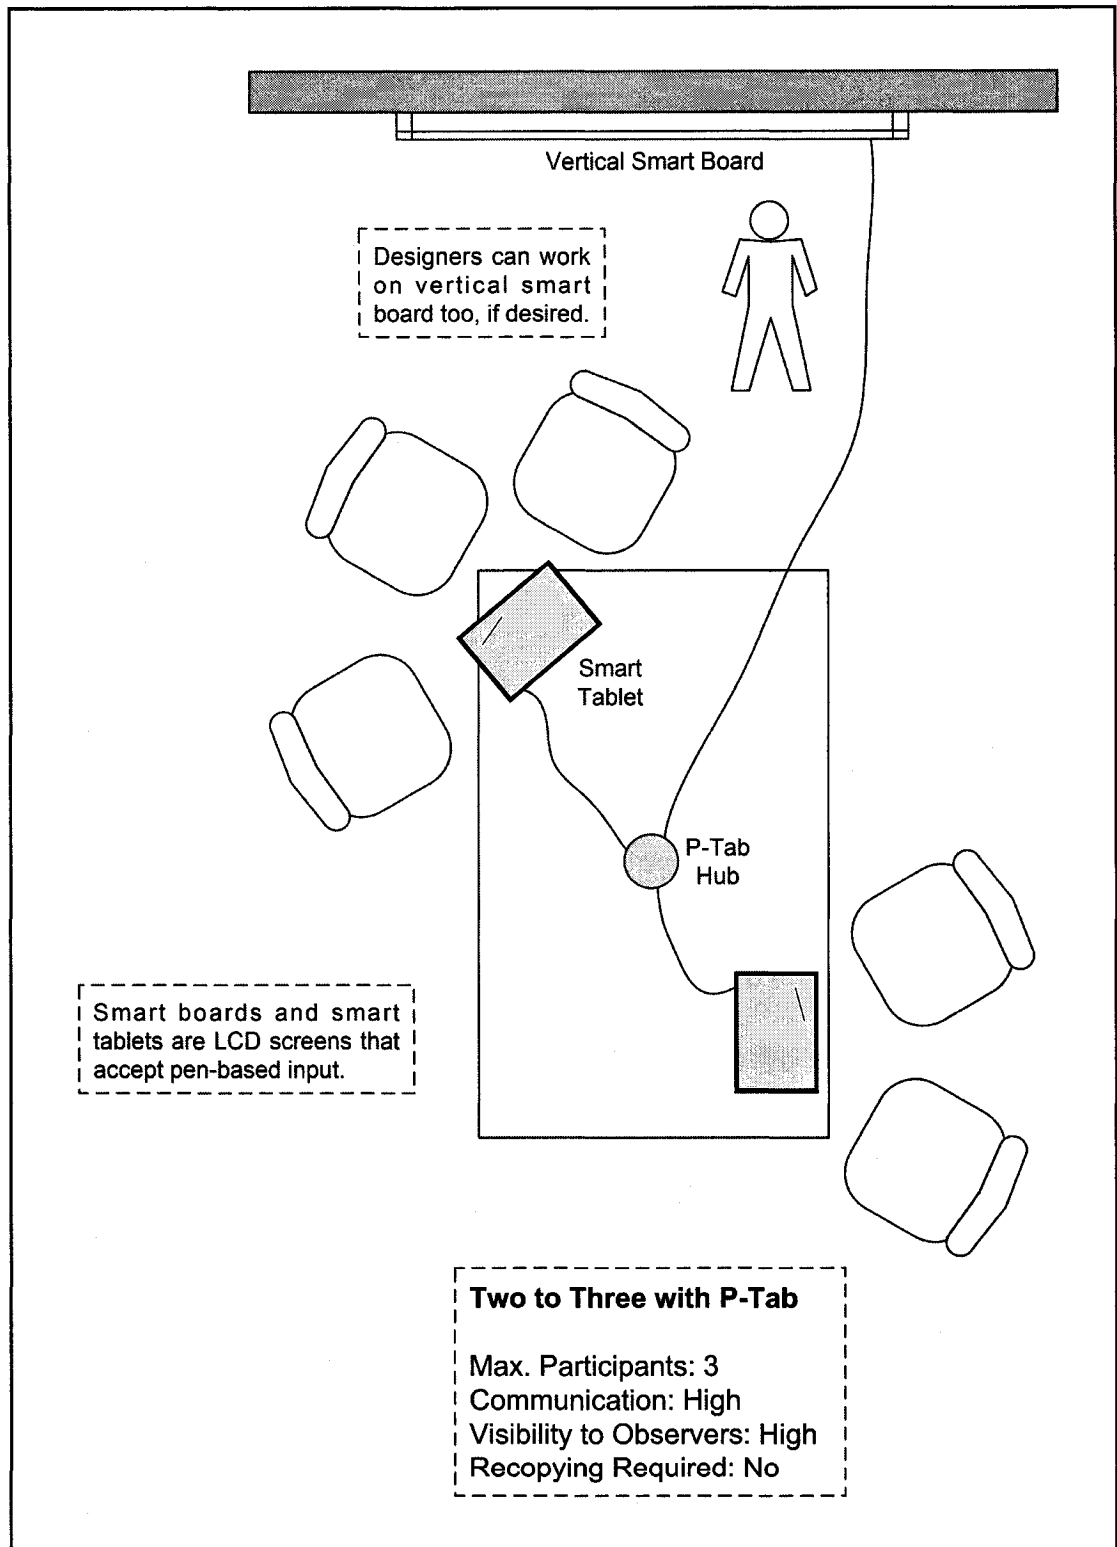 Vertical Smart Board
Designers can work
on vertical smart
board too, if desired.
Smart
Tablet
P-Tab
Hub
Smart boards and smart
tablets are LCD screens that
accept pen-based input.
Two to Three with P-Tab
Max. Participants: 3
Communication: High
Visibility to Observers: High
Recopying Required: No